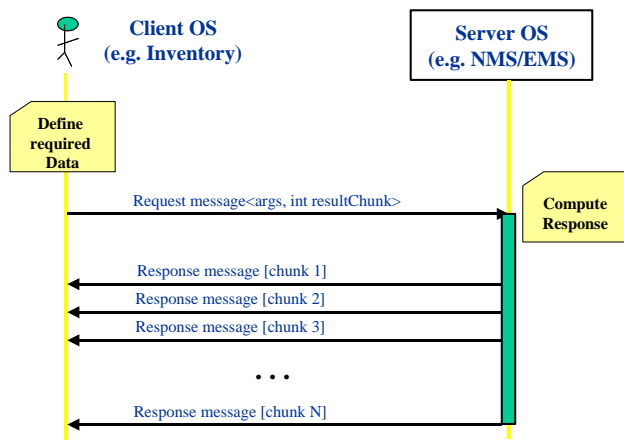 Client OS
(e.g. Inventory)
Server OS
(e.g. NMS/EMS)
Define
required
Data
Request message<args, int resultChunk>
Compute
Response
Response message [chunk 1]
Response message [chunk 2]
Response message [chunk 3]
...
Response message [chunk N]